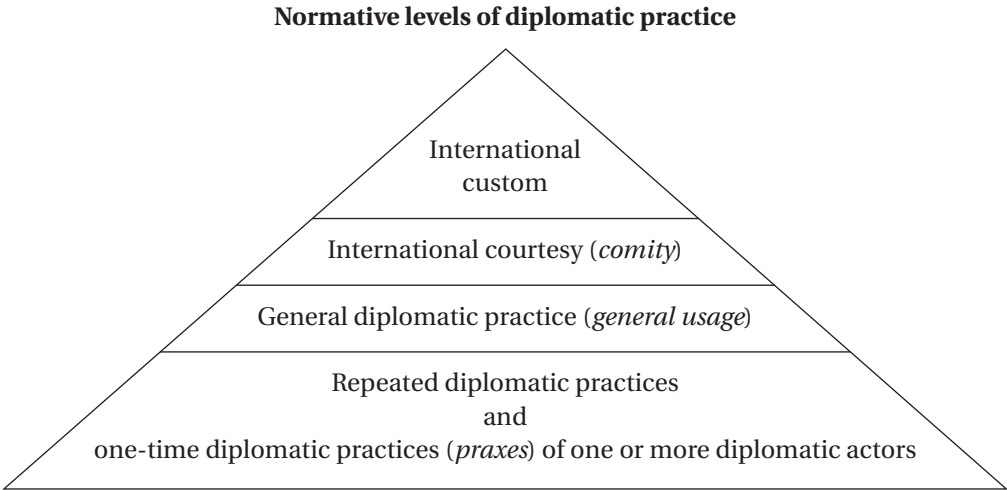 Normative levels of diplomatic practice
International
custom
International courtesy (comity)
General diplomatic practice (general usage)
Repeated diplomatic practices
and
one-time diplomatic practices (praxes) of one or more diplomatic actors